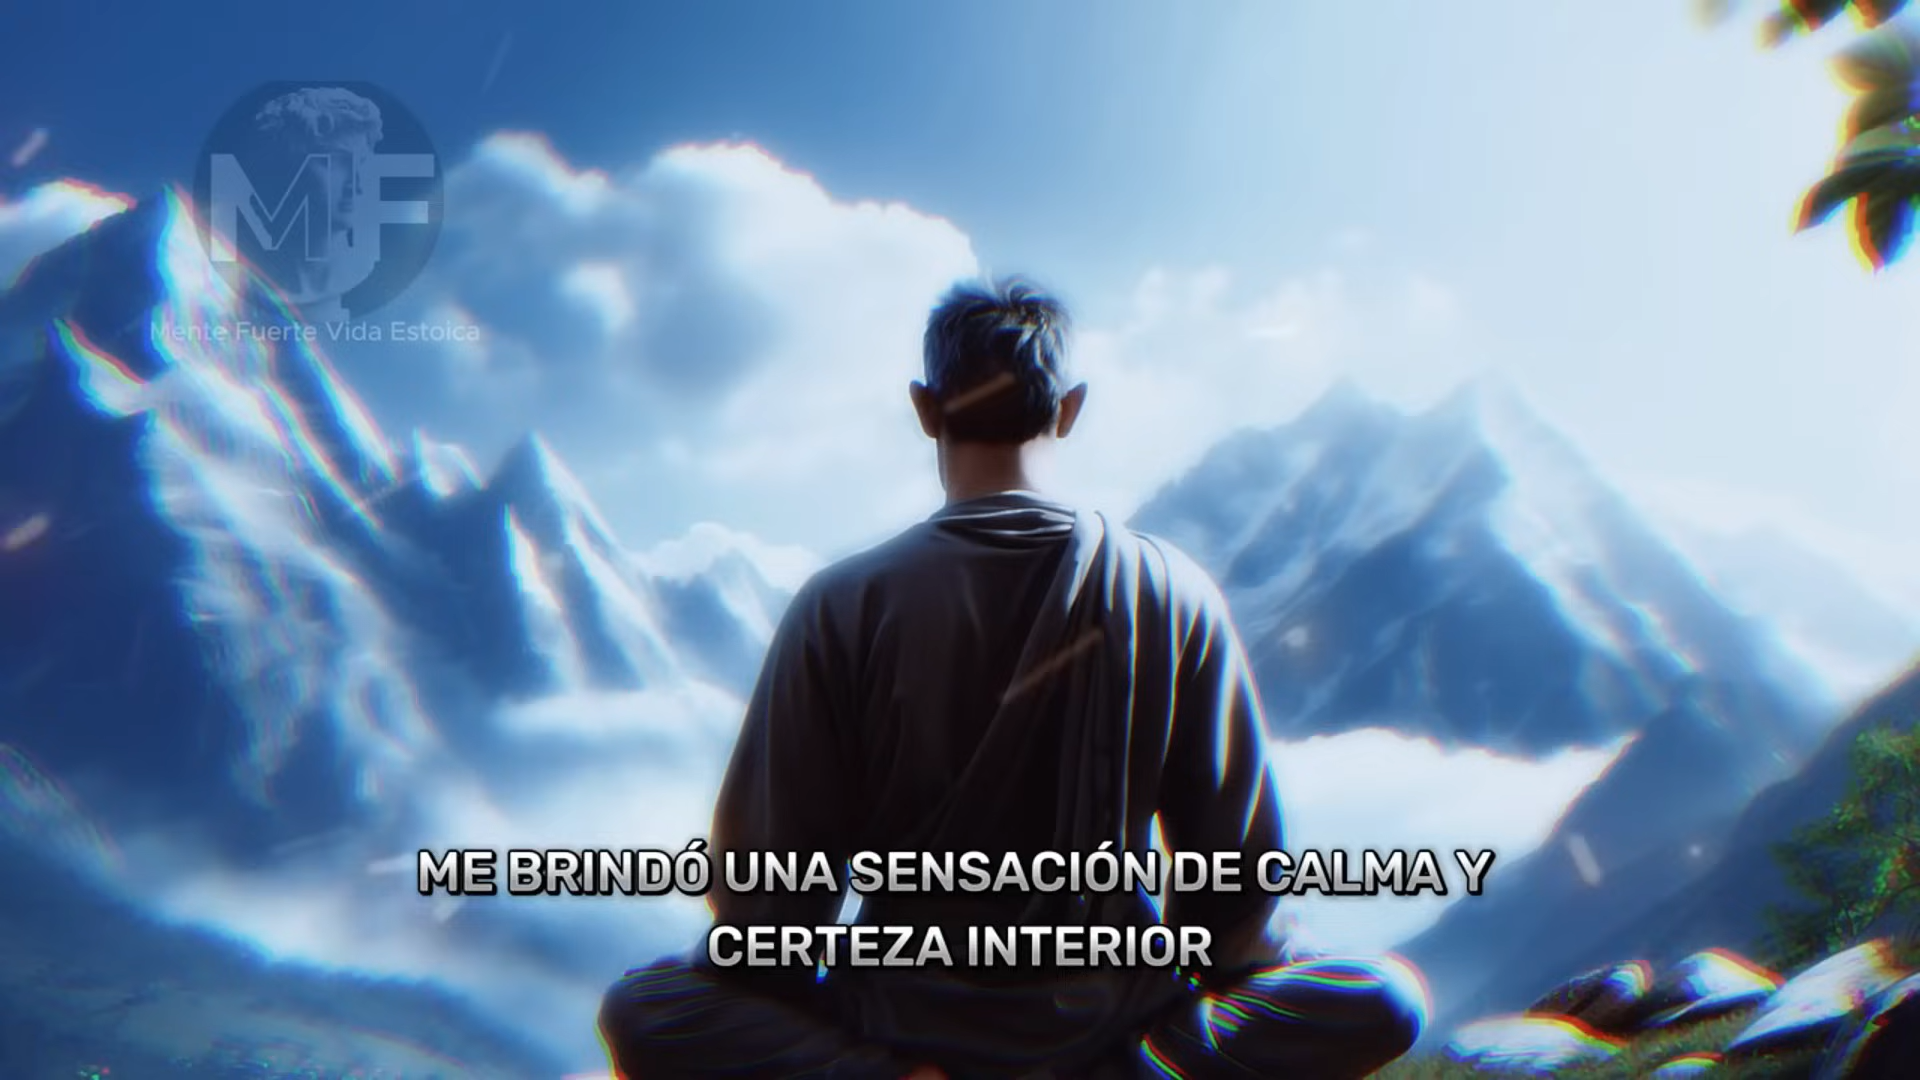 MF
Mente Fuerte Vida Estoica
ME BRINDÓ UNA SENSACIÓN DE CALMA Y
CERTEZA INTERIOR